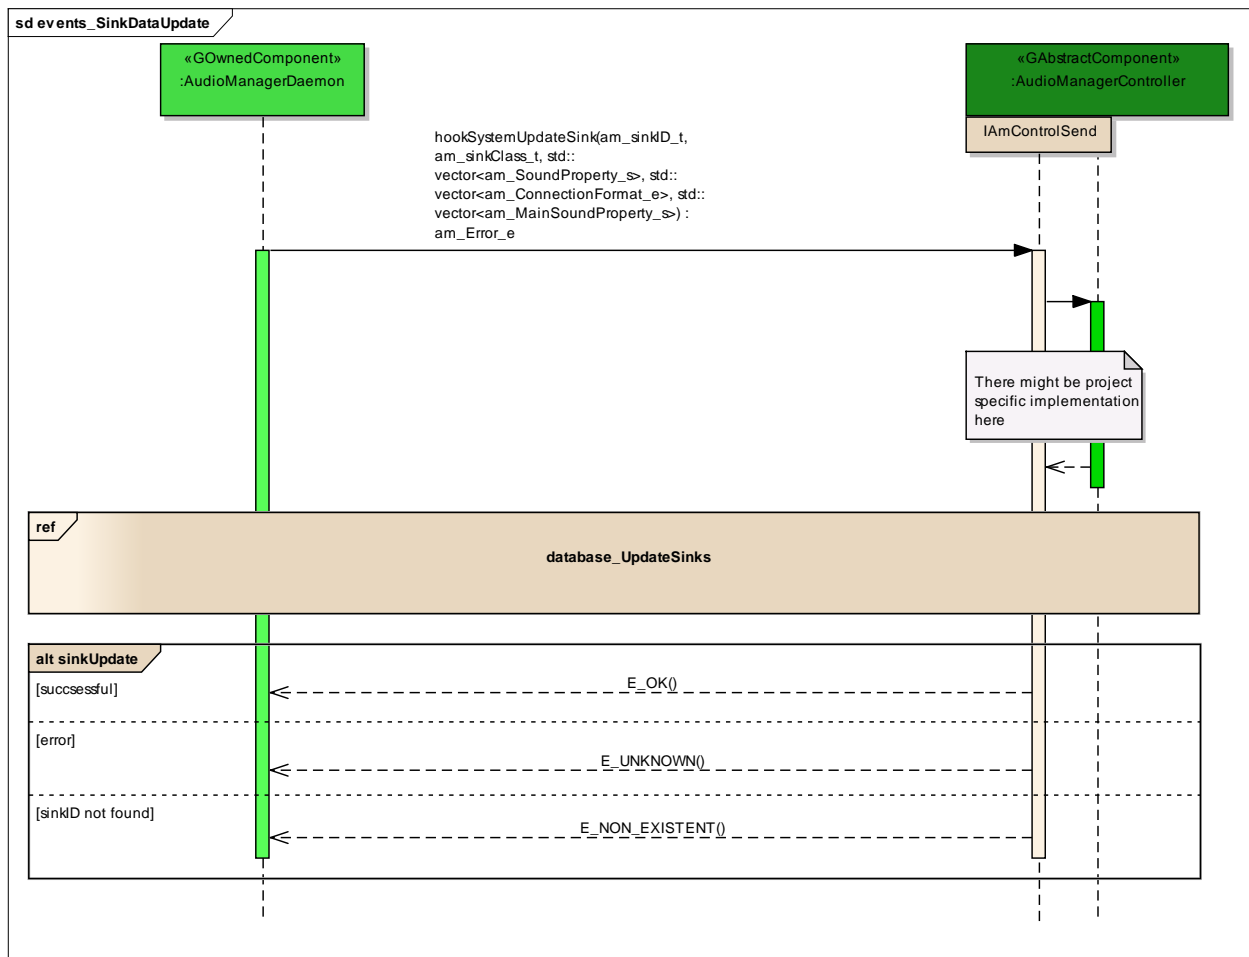 sd events_SinkDataUpdate
«GOwnedComponent»
:AudioManagerDaemon
«GAbstractComponent»
:AudioManagerController
IAmControlSend
hookSystemUpdateSink(am_sinkID_t,
am_sinkClass_t, std::
vector<am_SoundProperty_s>, std::
vector<am_ConnectionFormat_e>, std::
vector<am_MainSoundProperty_s>) :
am_Error_e
There might be project
specific implementation
here
ref
database_UpdateSinks
alt sinkUpdate
[succsessful]
E_OK()
[error]
E_UNKNOWN()
[sinkID not found]
E_NON_EXISTENT()